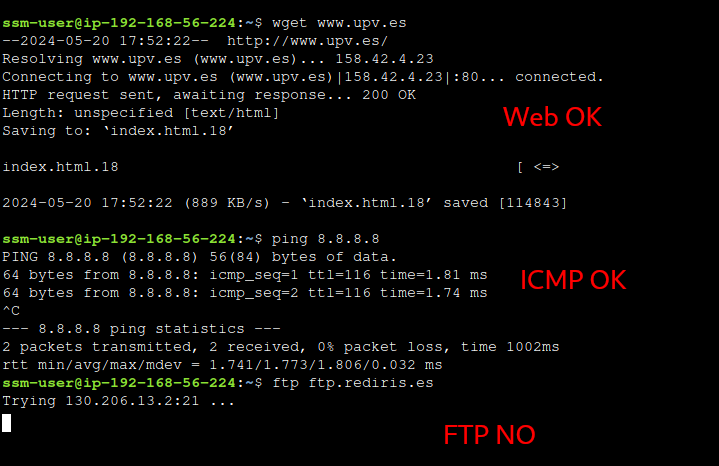 ssm-user@ip-192-168-56-224:~$ wget www.upv.es
--2024-05-20 17:52:22--  http://www.upv.es/
Resolving www.upv.es (www.upv.es)... 158.42.4.23
Connecting to www.upv.es (www.upv.es)|158.42.4.23|:80... connected.
HTTP request sent, awaiting response... 200 OK
Length: unspecified [text/html]
Web OK
Saving to: ‘index.html.18’
index.html.18 [ <=>
2024-05-20 17:52:22 (889 KB/s) - ‘index.html.18’ saved [114843]
ssm-user@ip-192-168-56-224:~$ ping 8.8.8.8
PING 8.8.8.8 (8.8.8.8) 56(84) bytes of data.
64 bytes from 8.8.8.8: icmp_seq=1 ttl=116 time=1.81 ms
ICMP OK
64 bytes from 8.8.8.8: icmp_seq=2 ttl=116 time=1.74 ms
^C
--- 8.8.8.8 ping statistics ---
2 packets transmitted, 2 received, 0% packet loss, time 1002ms
rtt min/avg/max/mdev = 1.741/1.773/1.806/0.032 ms
ssm-user@ip-192-168-56-224:~$ ftp ftp.rediris.es
Trying 130.206.13.2:21 ...
FTP NO